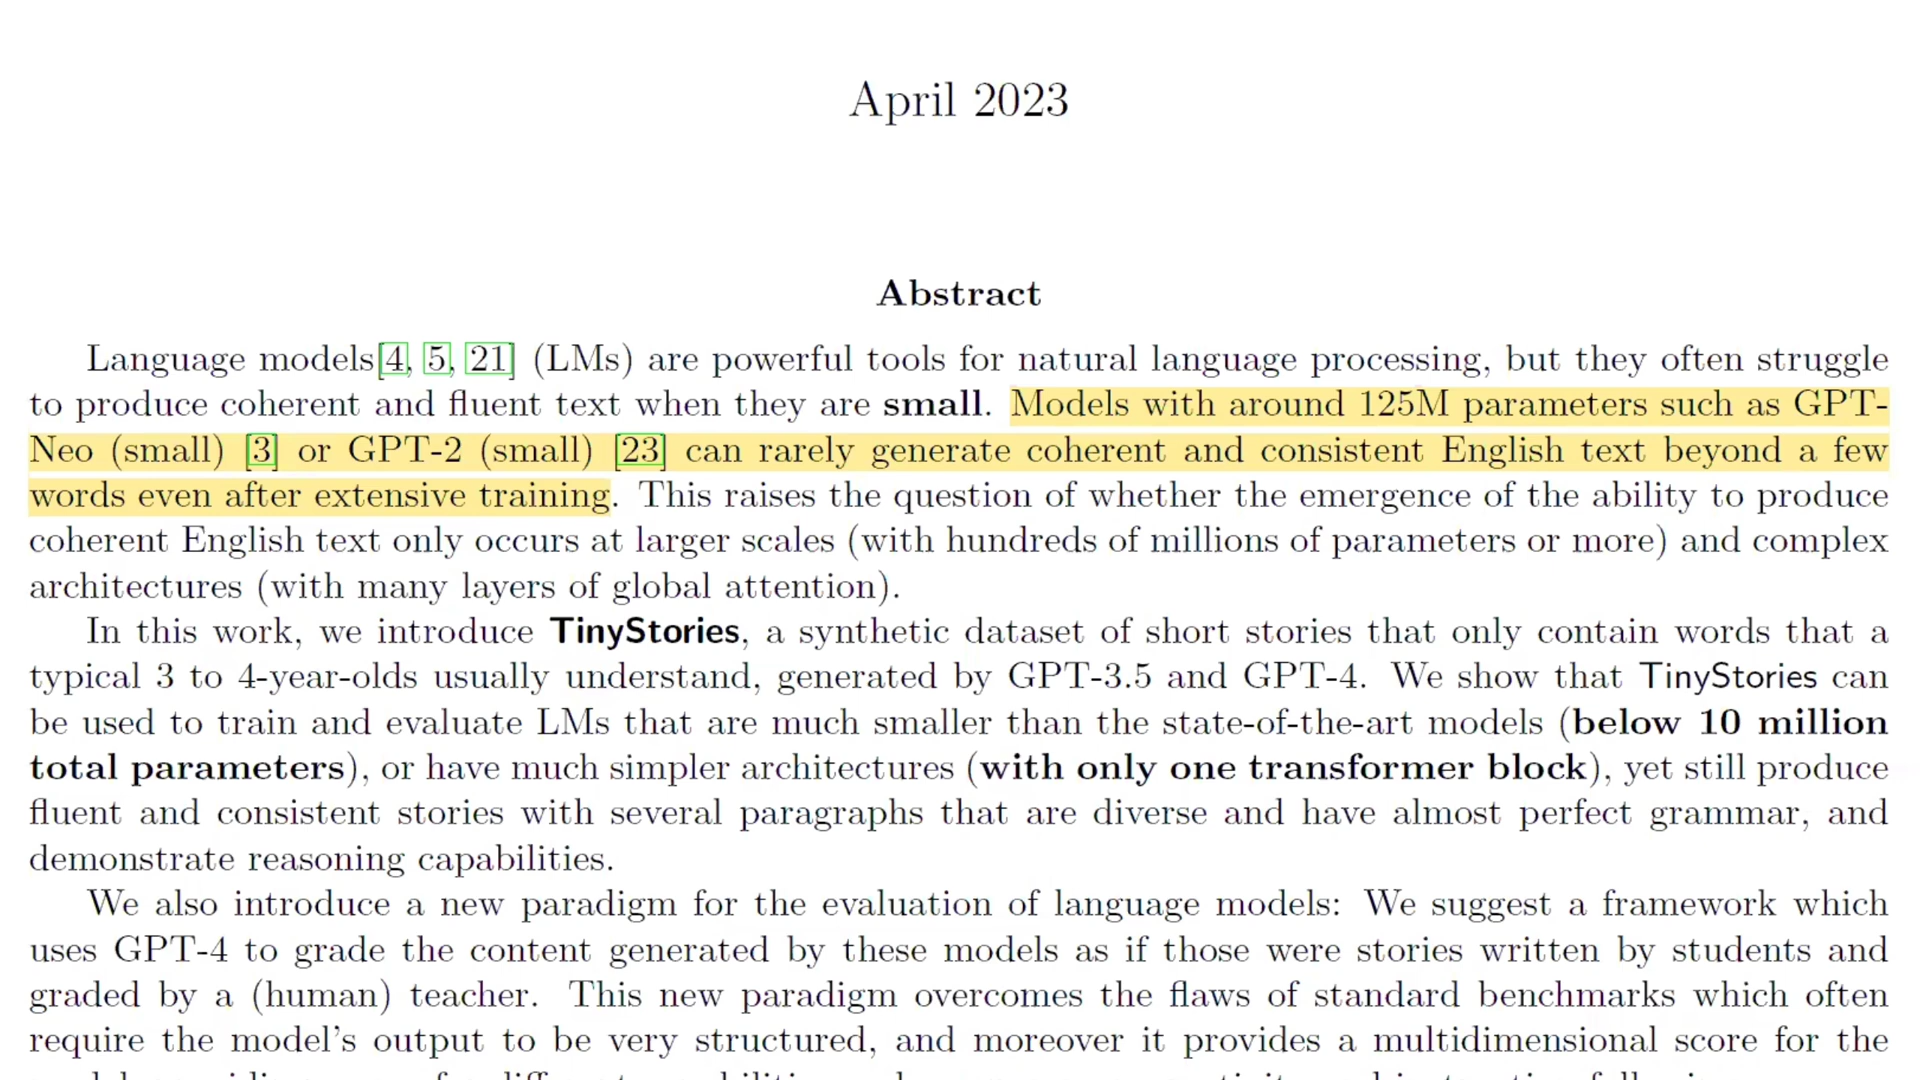 April 2023
Abstract
Language models[4, 5, 21] (LMs) are powerful tools for natural language processing, but they often struggle
to produce coherent and fluent text when they are small. Models with around 125M parameters such as GPT-
Neo (small) [3] or GPT-2 (small) [23] can rarely generate coherent and consistent English text beyond a few
words even after extensive training. This raises the question of whether the emergence of the ability to produce
coherent English text only occurs at larger scales (with hundreds of millions of parameters or more) and complex
architectures (with many layers of global attention).
In this work, we introduce TinyStories, a synthetic dataset of short stories that only contain words that a
typical 3 to 4-year-olds usually understand, generated by GPT-3.5 and GPT-4. We show that TinyStories can
be used to train and evaluate LMs that are much smaller than the state-of-the-art models (below 10 million
total parameters), or have much simpler architectures (with only one transformer block), yet still produce
fluent and consistent stories with several paragraphs that are diverse and have almost perfect grammar, and
demonstrate reasoning capabilities.
We also introduce a new paradigm for the evaluation of language models: We suggest a framework which
uses GPT-4 to grade the content generated by these models as if those were stories written by students and
graded by a (human) teacher. This new paradigm overcomes the flaws of standard benchmarks which often
require the model's output to be very structured, and moreover it provides a multidimensional score for the